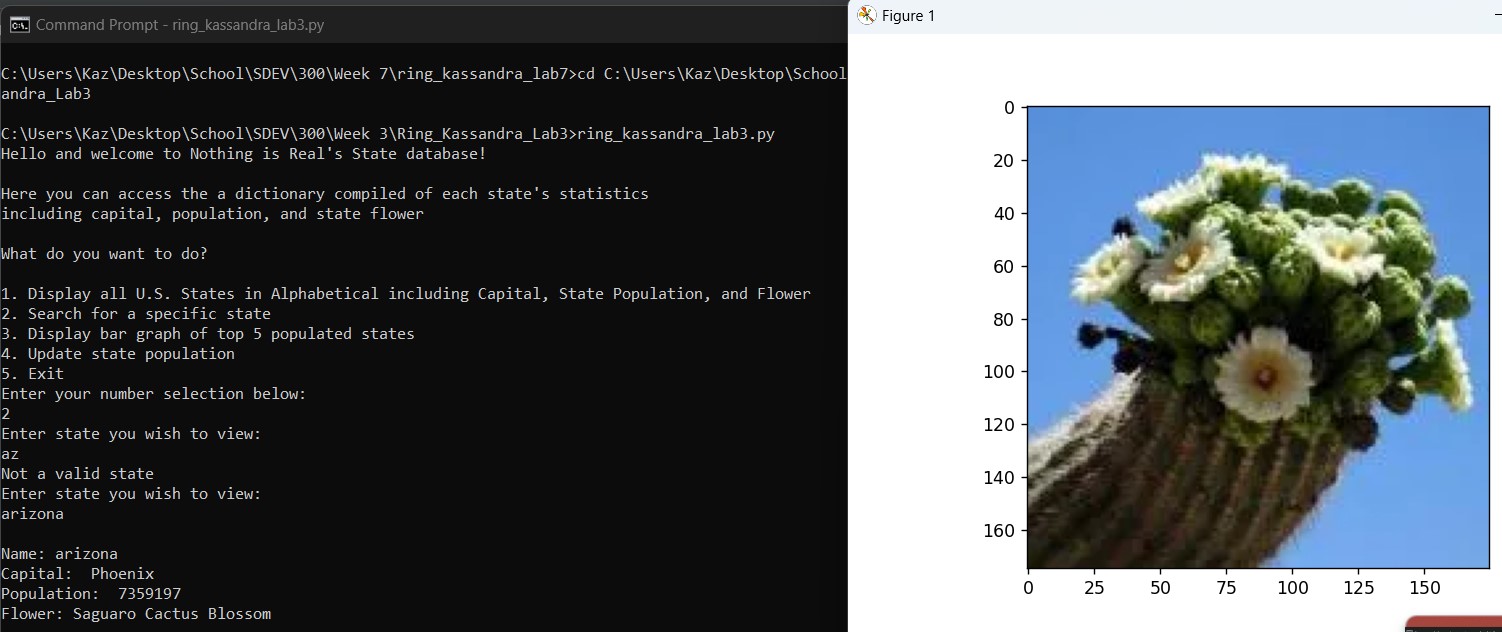 Command Prompt - ring_kassandra_lab3.py
C:\Users\Kaz\Desktop\School\SDEV\300\Week 7\ring_kassandra_lab7>cd C:\Users\Kaz\Desktop\School
andra_Lab3
C:\Users\Kaz\Desktop\School\SDEV\300\Week 3\Ring_Kassandra_Lab3>ring_kassandra_lab3.py
Hello and welcome to Nothing is Real's State database!
Here you can access the a dictionary compiled of each state's statistics
including capital, population, and state flower
What do you want to do?
1. Display all U.S. States in Alphabetical including Capital, State Population, and Flower
2. Search for a specific state
3. Display bar graph of top 5 populated states
4. Update state population
5. Exit
Enter your number selection below:
2
Enter state you wish to view:
az
Not a valid state
Enter state you wish to view:
arizona
Name: arizona
Capital:  Phoenix
Population:  7359197
Flower: Saguaro Cactus Blossom
Figure 1
0
20
40
60
80
100
120
140
160
0 25 50 75 100 125 150